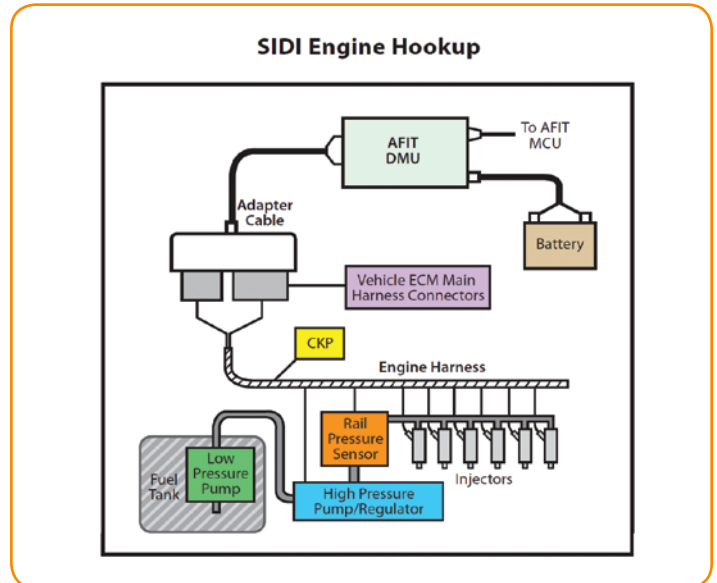 SIDI Engine Hookup
AFIT
DMU
To AFIT
MCU
Adapter
Cable
Battery
Vehicle ECM Main
Harness Connectors
CKP
Engine Harness
Rail
Pressure
Sensor
Low
Pressure
Pump
Fuel
Tank
Injectors
High Pressure
Pump/Regulator